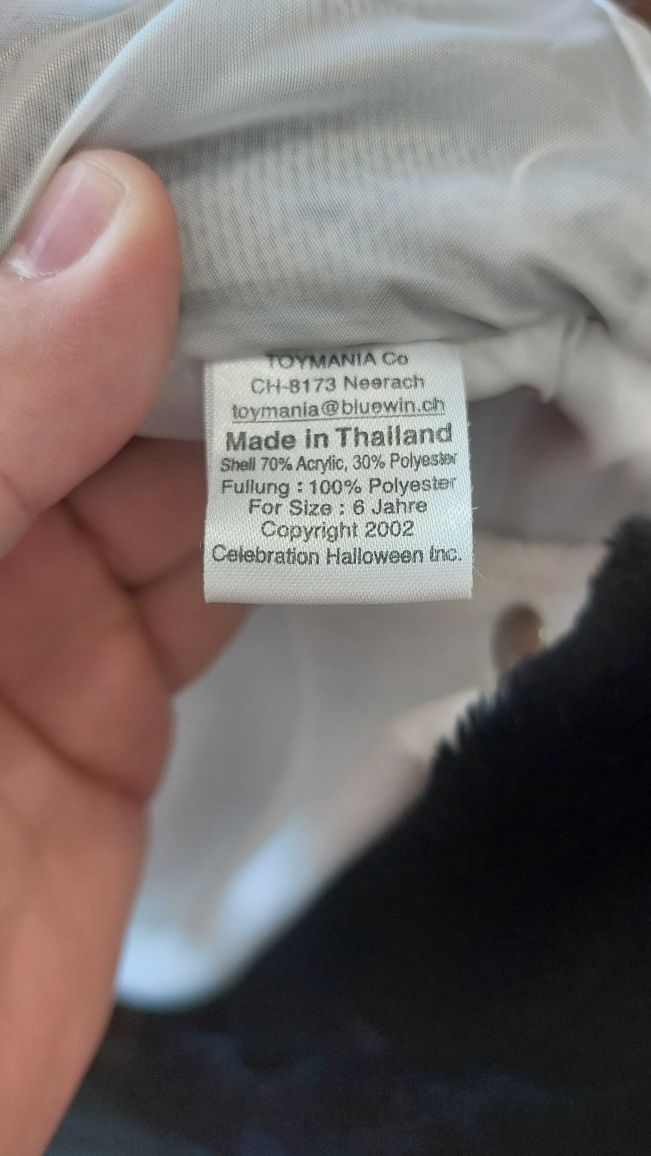 TOYMANIA Co
CH-8173 Neerach
toymania@bluewin.ch
Made in Thailand
Shell 70% Acrylic, 30% Polyester
Fullung : 100% Polyester
For Size : 6 Jahre
Copyright 2002
Celebration Halloween Inc.